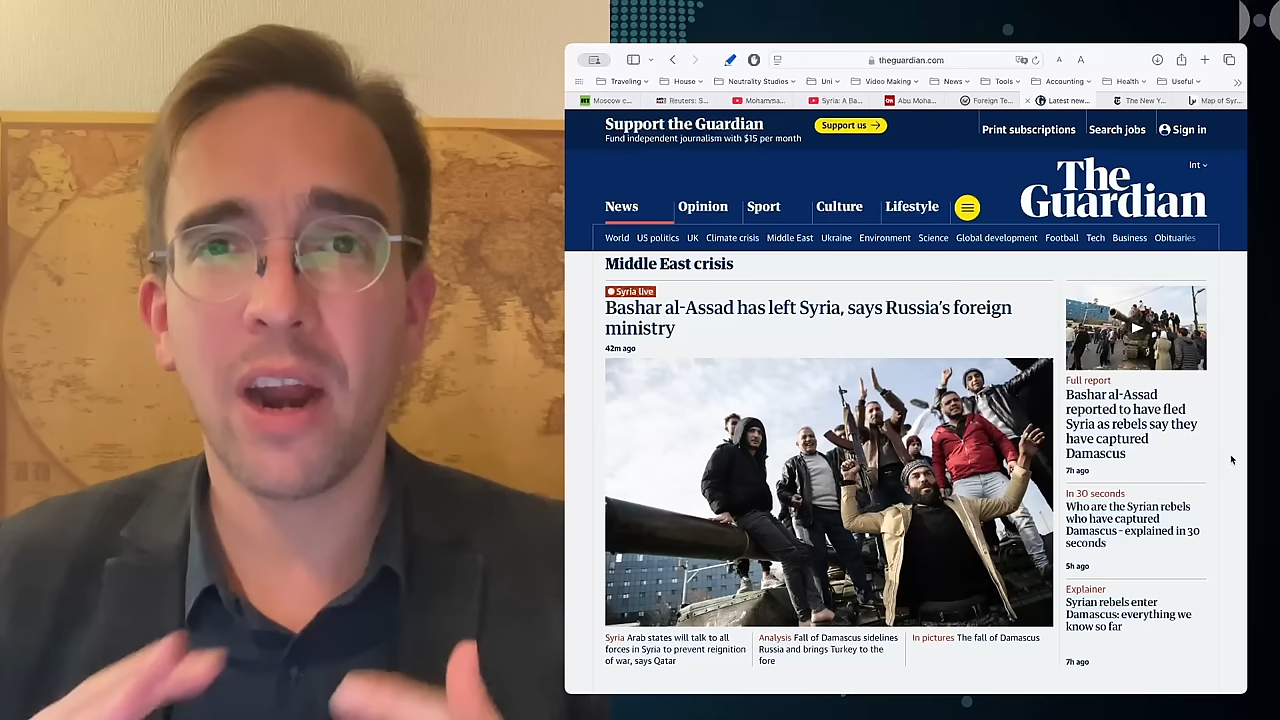 theguardian.com
A
A
Traveling
House
Neutrality Studies
Uni
Video Making
News
Tools
Accounting
Health
Useful
Moscow c...
Reuters: S...
Mohamma...
Syria: A Ba...
Abu Moha...
Foreign Te...
Latest new...
The New Y...
Map of Syr...
Support the Guardian
Fund independent journalism with $15 per month
Support us
Print subscriptions
Search jobs
Sign in
Int
The Guardian
News
Opinion
Sport
Culture
Lifestyle
World
US politics
UK
Climate crisis
Middle East
Ukraine
Environment
Science
Global development
Football
Tech
Business
Obituaries
Middle East crisis
Syria live
Bashar al-Assad has left Syria, says Russia's foreign
ministry
42m ago
Syria Arab states will talk to all
forces in Syria to prevent reignition
of war, says Qatar
Analysis Fall of Damascus sidelines
Russia and brings Turkey to the
fore
In pictures The fall of Damascus
Full report
Bashar al-Assad
reported to have fled
Syria as rebels say they
have captured
Damascus
7h ago
In 30 seconds
Who are the Syrian rebels
who have captured
Damascus – explained in 30
seconds
5h ago
Explainer
Syrian rebels enter
Damascus: everything we
know so far
7h ago